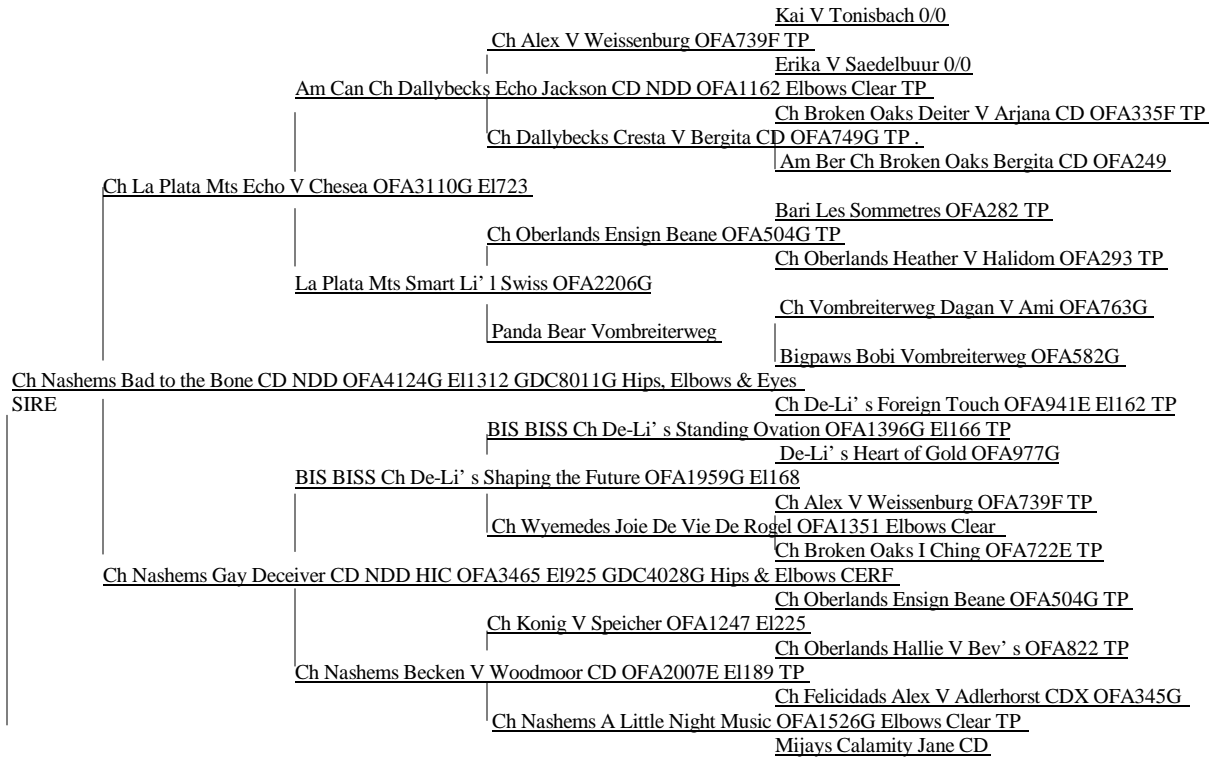 Kai V Tonisbach 0/0
Ch Alex V Weissenburg OFA739F TP
Erika V Saedelbuur 0/0
Am Can Ch Dallybecks Echo Jackson CD NDD OFA1162 Elbows Clear TP
Ch Broken Oaks Deiter V Arjana CD OFA335F TP
Ch Dallybecks Cresta V Bergita CD OFA749G TP .
Am Ber Ch Broken Oaks Bergita CD OFA249
Ch La Plata Mts Echo V Chesea OFA3110G El723
Bari Les Sommetres OFA282 TP
Ch Oberlands Ensign Beane OFA504G TP
Ch Oberlands Heather V Halidom OFA293 TP
La Plata Mts Smart Li’ l Swiss OFA2206G
Ch Vombreiterweg Dagan V Ami OFA763G
Panda Bear Vombreiterweg
Bigpaws Bobi Vombreiterweg OFA582G
Ch Nashems Bad to the Bone CD NDD OFA4124G El1312 GDC8011G Hips, Elbows & Eyes
SIRE
Ch De-Li’ s Foreign Touch OFA941E El162 TP
BIS BISS Ch De-Li’ s Standing Ovation OFA1396G El166 TP
De-Li’ s Heart of Gold OFA977G
BIS BISS Ch De-Li’ s Shaping the Future OFA1959G El168
Ch Alex V Weissenburg OFA739F TP
Ch Wyemedes Joie De Vie De Rogel OFA1351 Elbows Clear
Ch Broken Oaks I Ching OFA722E TP
Ch Nashems Gay Deceiver CD NDD HIC OFA3465 El925 GDC4028G Hips & Elbows CERF
Ch Oberlands Ensign Beane OFA504G TP
Ch Konig V Speicher OFA1247 El225
Ch Oberlands Hallie V Bev’ s OFA822 TP
Ch Nashems Becken V Woodmoor CD OFA2007E El189 TP
Ch Felicidads Alex V Adlerhorst CDX OFA345G
Ch Nashems A Little Night Music OFA1526G Elbows Clear TP
Mijays Calamity Jane CD